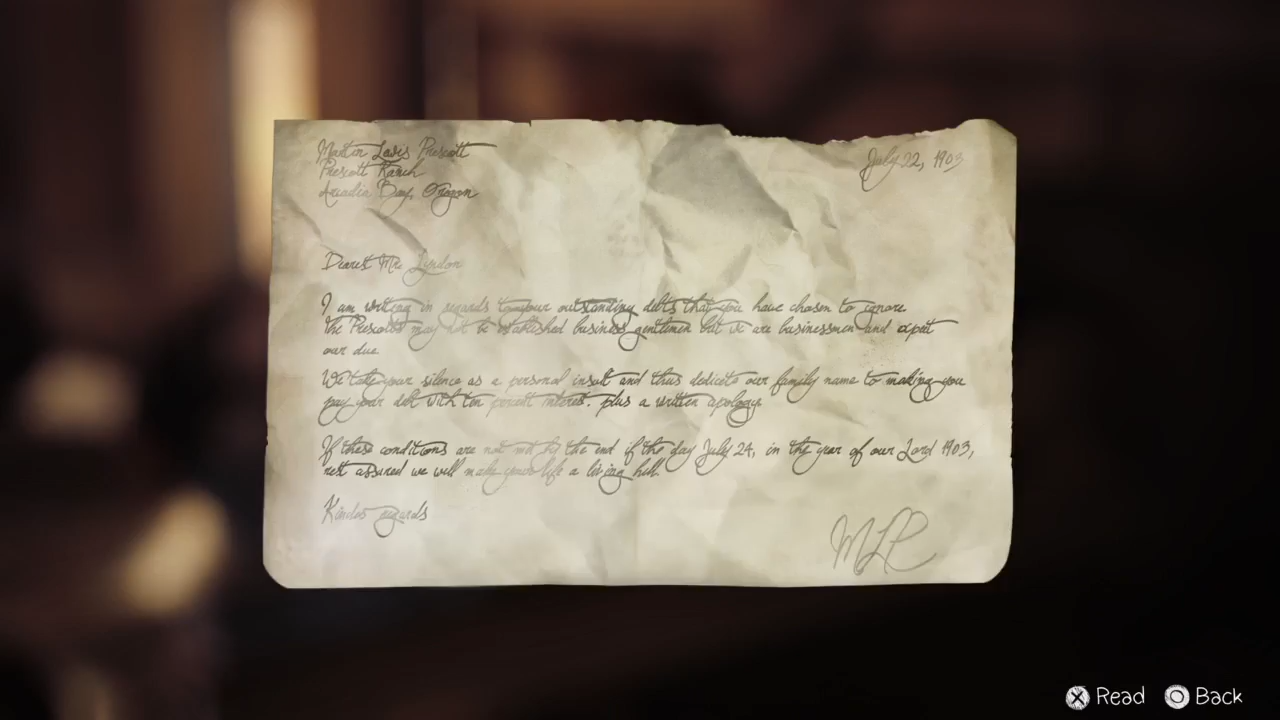 Martin Lewis Prescott
July 22, 1903
Prescott Ranch
Arcadia Bay, Oregon
Dearest Mr. Lyndon
I am writing in regards to your outstanding debts that you have chosen to ignore.
The Prescotts may not be established business gentlemen but we are businessmen and expect
our due.
We take your silence as a personal insult and thus dedicate our family name to making you
pay your debt with ten percent interest. plus a written apology.
If these conditions are not met by the end if the day July 24, in the year of our Lord 1903,
rest assured we will make your life a living hell.
Kindest regards
MLP
Read Back